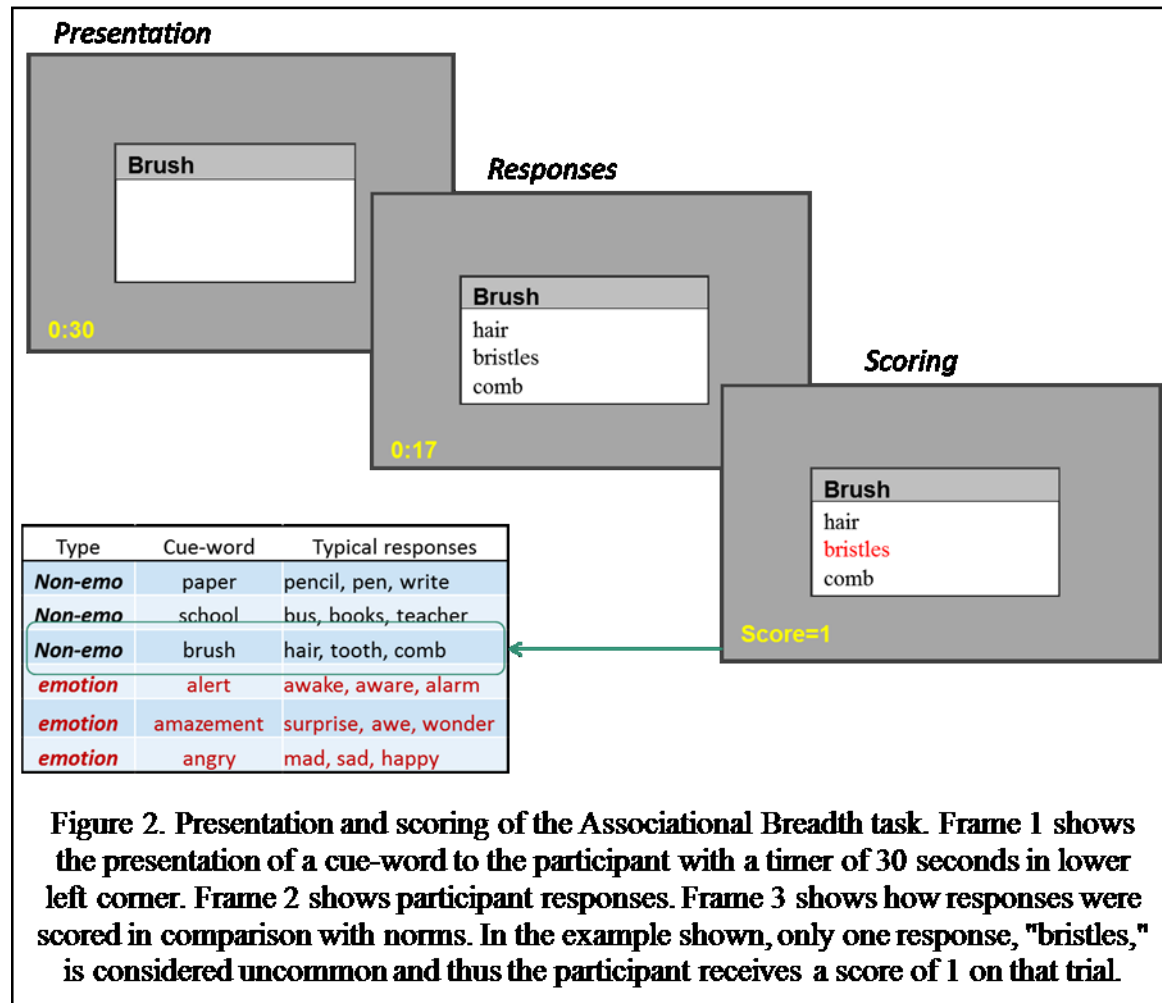 Presentation
Brush
0:30
Responses
Brush
hair
bristles
comb
0:17
Scoring
Brush
hair
bristles
comb
Score=1
Type Cue-word Typical responses
Non-emo paper pencil, pen, write
Non-emo school bus, books, teacher
Non-emo brush hair, tooth, comb
emotion alert awake, aware, alarm
emotion amazement surprise, awe, wonder
emotion angry mad, sad, happy
Figure 2. Presentation and scoring of the Associational Breadth task. Frame 1 shows
the presentation of a cue-word to the participant with a timer of 30 seconds in lower
left corner. Frame 2 shows participant responses. Frame 3 shows how responses were
scored in comparison with norms. In the example shown, only one response, "bristles,"
is considered uncommon and thus the participant receives a score of 1 on that trial.